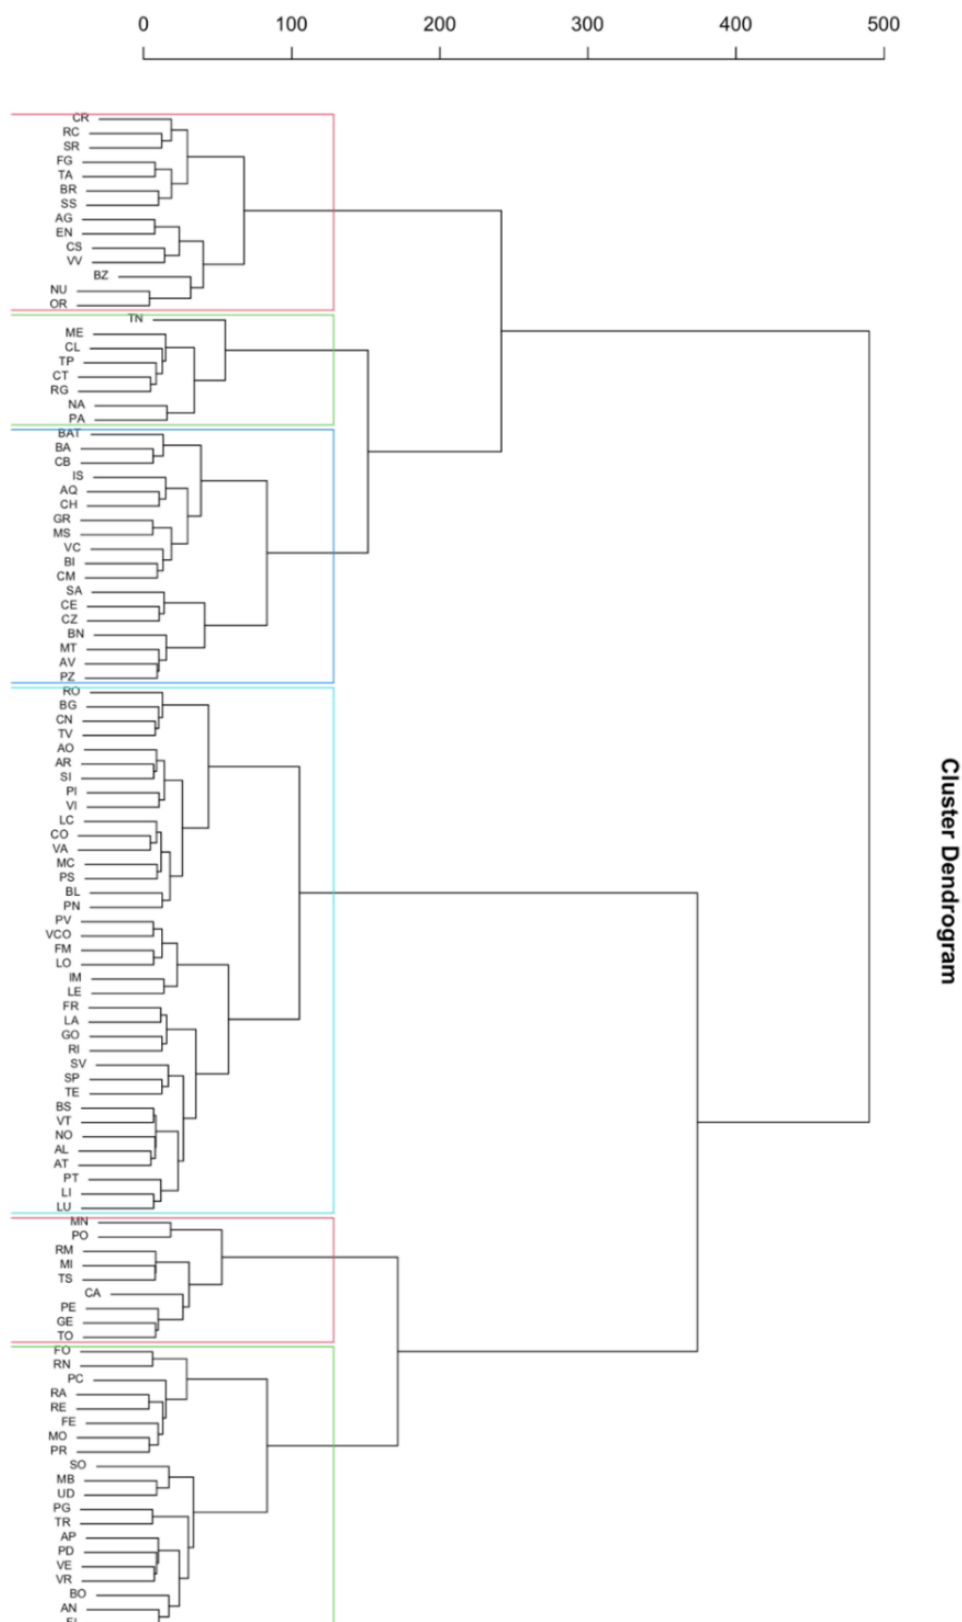 0 100 200 300 400 500
CR
RC
SR
FG
TA
BR
SS
AG
EN
CS
VV
BZ
NU
OR
TN
ME
CL
TP
CT
RG
NA
PA
BAT
BA
CB
IS
AQ
CH
GR
MS
VC
BI
CM
SA
CE
CZ
BN
MT
AV
PZ
RO
BG
CN
TV
AO
AR
SI
PI
VI
LC
CO
VA
MC
PS
BL
PN
PV
VCO
FM
LO
IM
LE
FR
LA
GO
RI
SV
SP
TE
BS
VT
NO
AL
AT
PT
LI
LU
MN
PO
RM
MI
TS
CA
PE
GE
TO
FO
RN
PC
RA
RE
FE
MO
PR
SO
MB
UD
PG
TR
AP
PD
VE
VR
BO
AN
Cluster Dendrogram